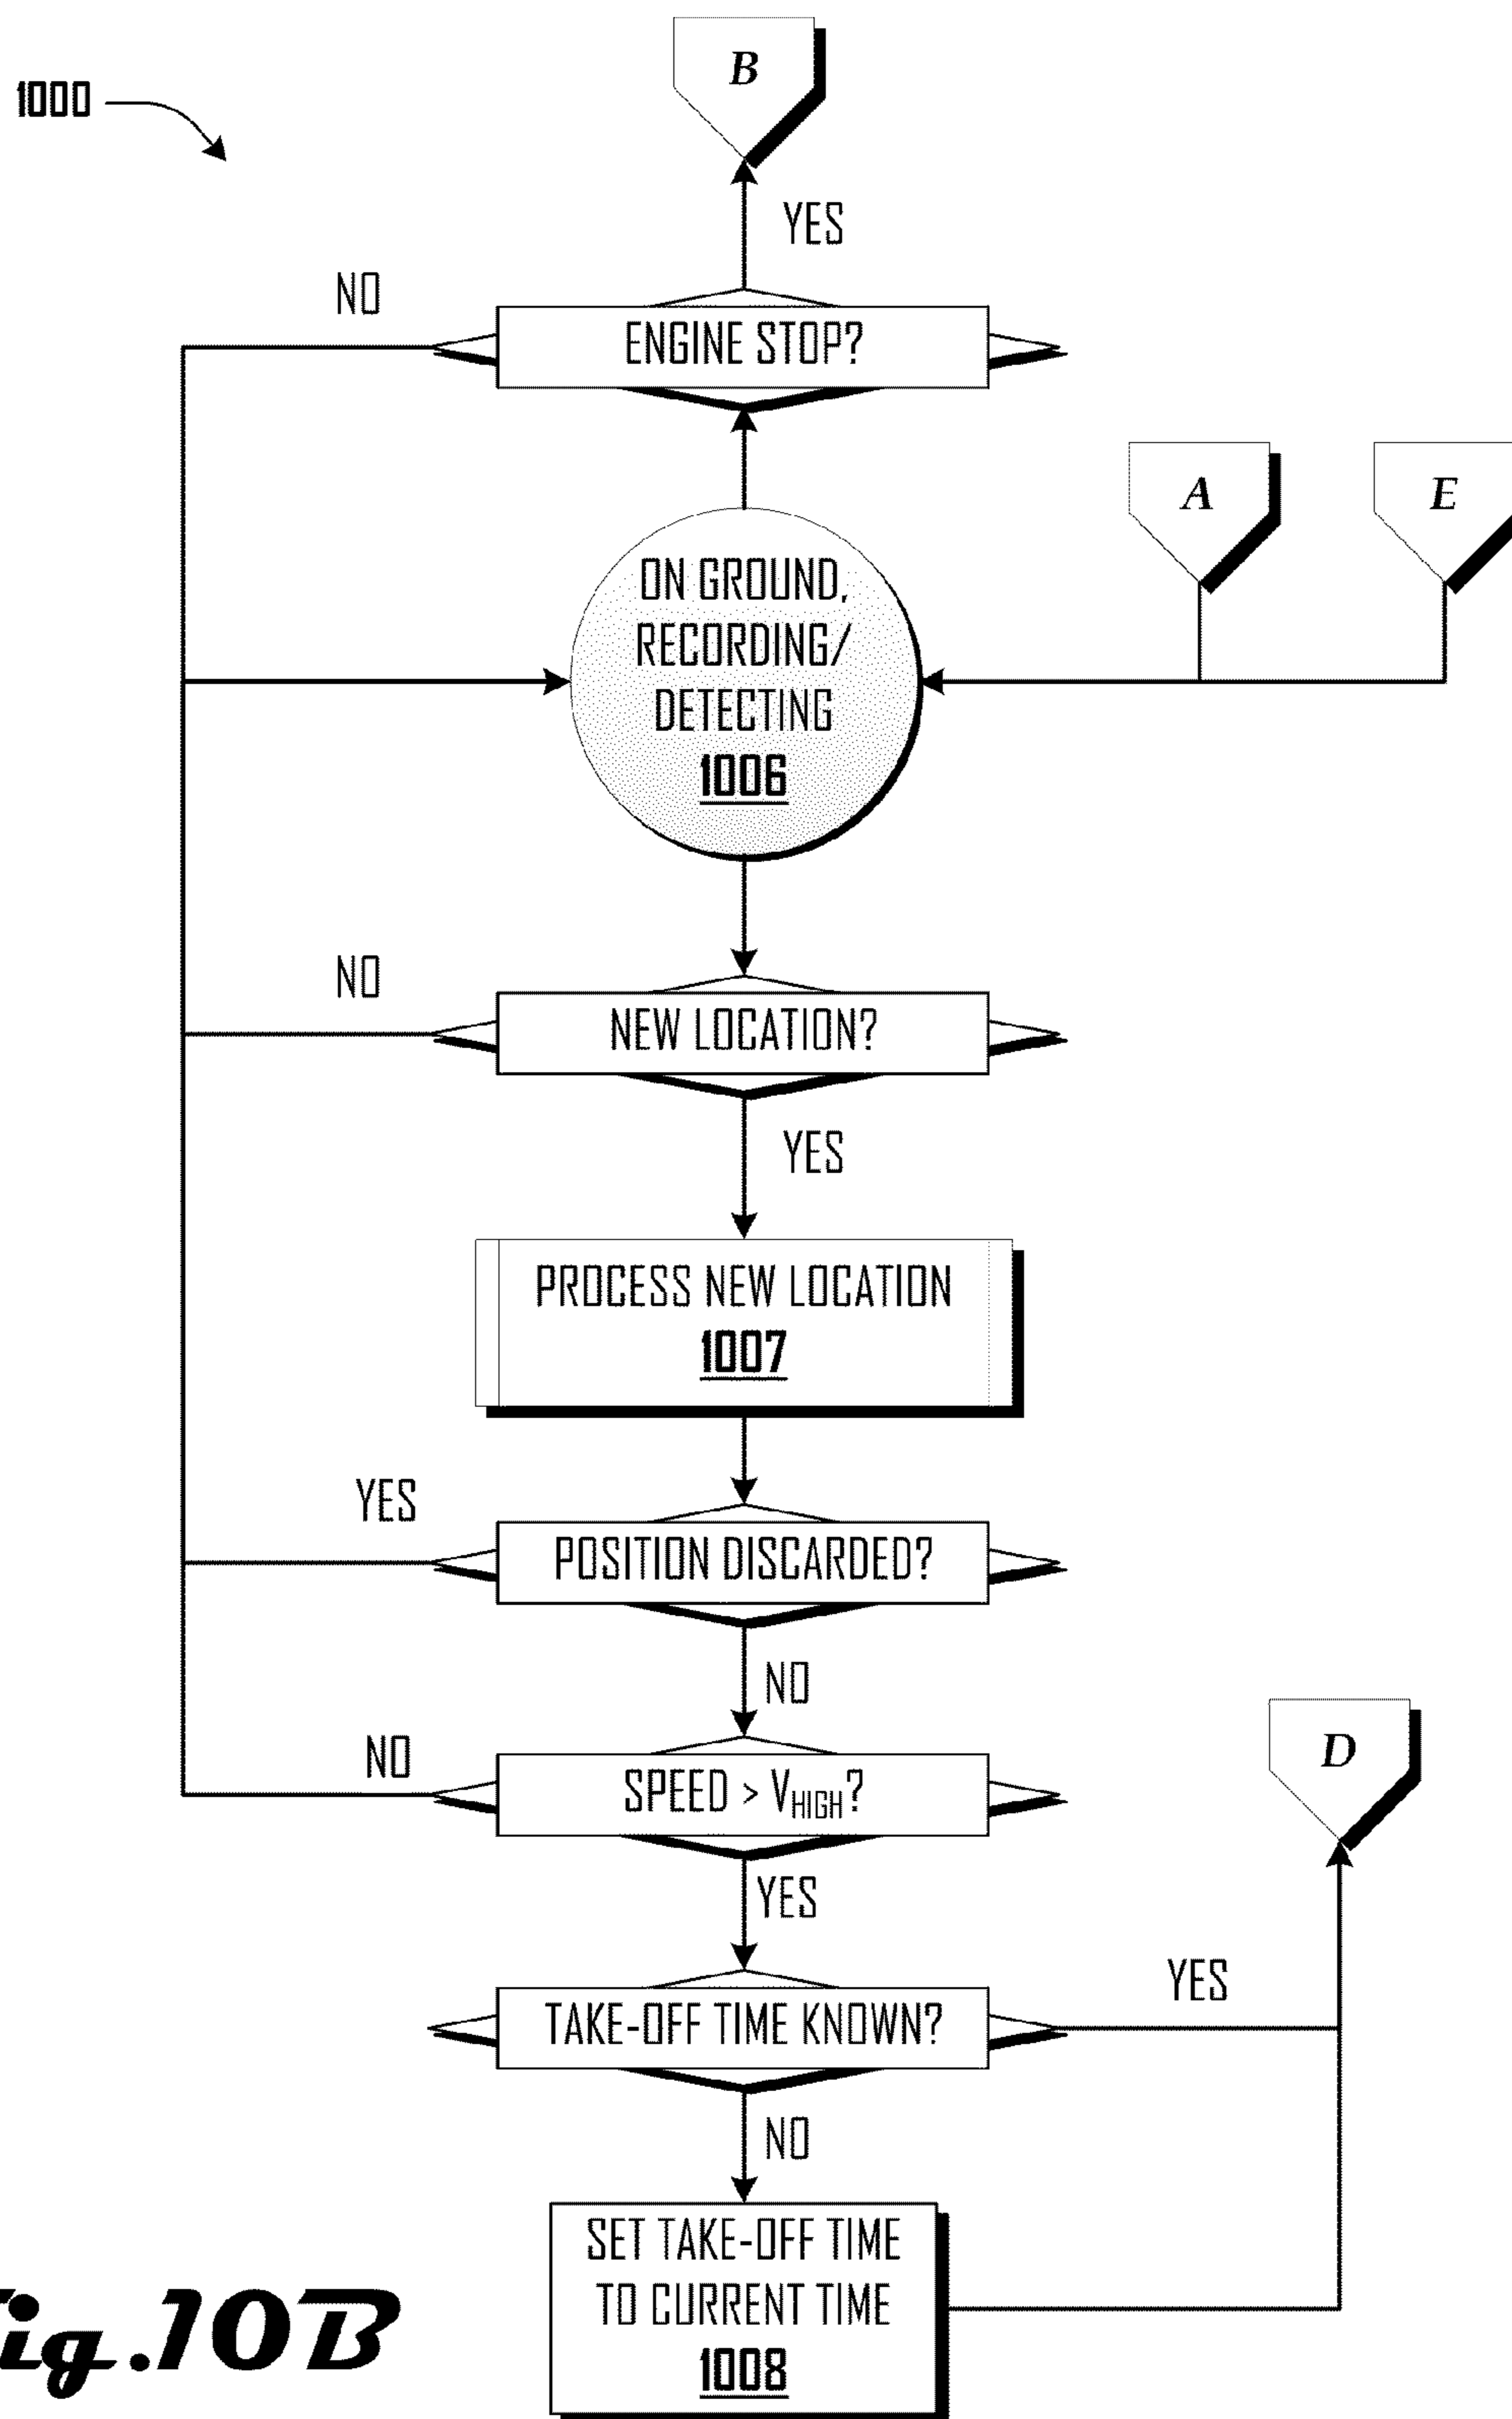 B
1000
YES
NO
ENGINE STOP?
A
E
ON GROUND,
RECORDING/
DETECTING
1006
NO
NEW LOCATION?
YES
PROCESS NEW LOCATION
1007
YES
POSITION DISCARDED?
NO
D
NO
SPEED > VHIGH?
YES
YES
TAKE-OFF TIME KNOWN?
NO
SET TAKE-OFF TIME
TO CURRENT TIME
1008
ig.10B